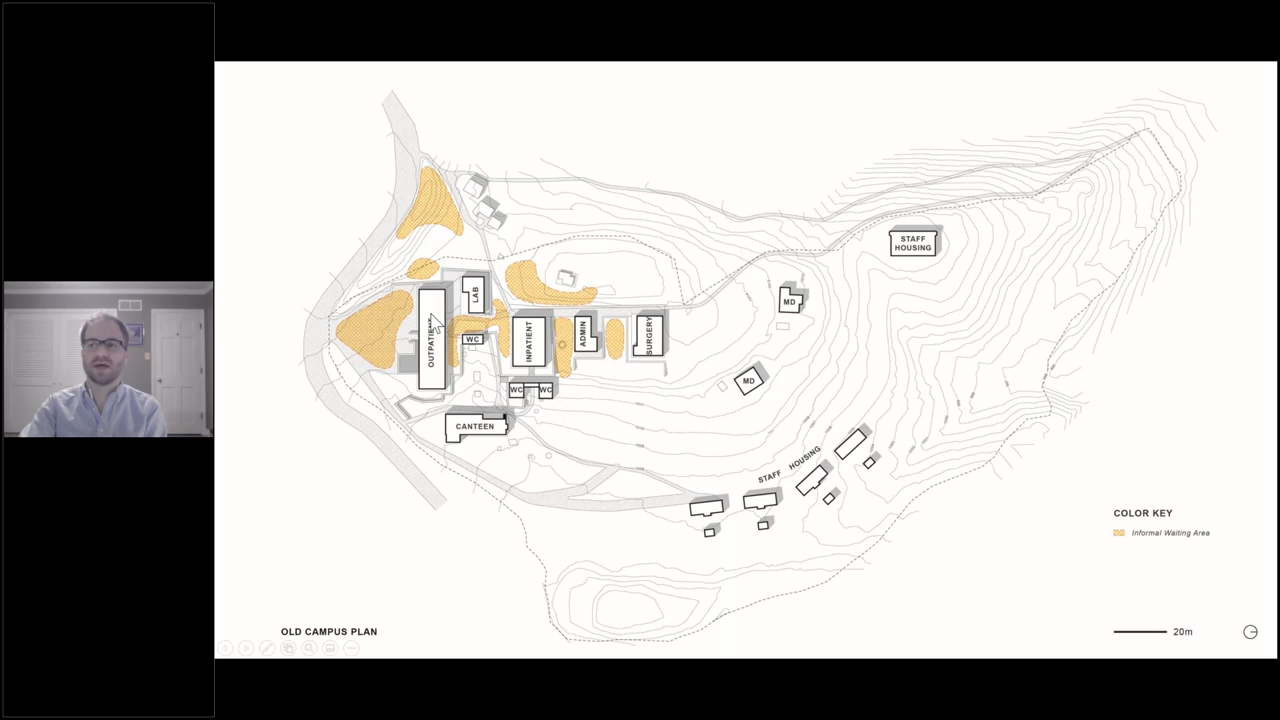 STAFF
HOUSING
LAB
MD
OUTPATIENT
WC
INPATIENT
ADMIN
SURGERY
MD
WC
WC
CANTEEN
STAFF HOUSING
COLOR KEY
Informal Waiting Area
OLD CAMPUS PLAN
20m